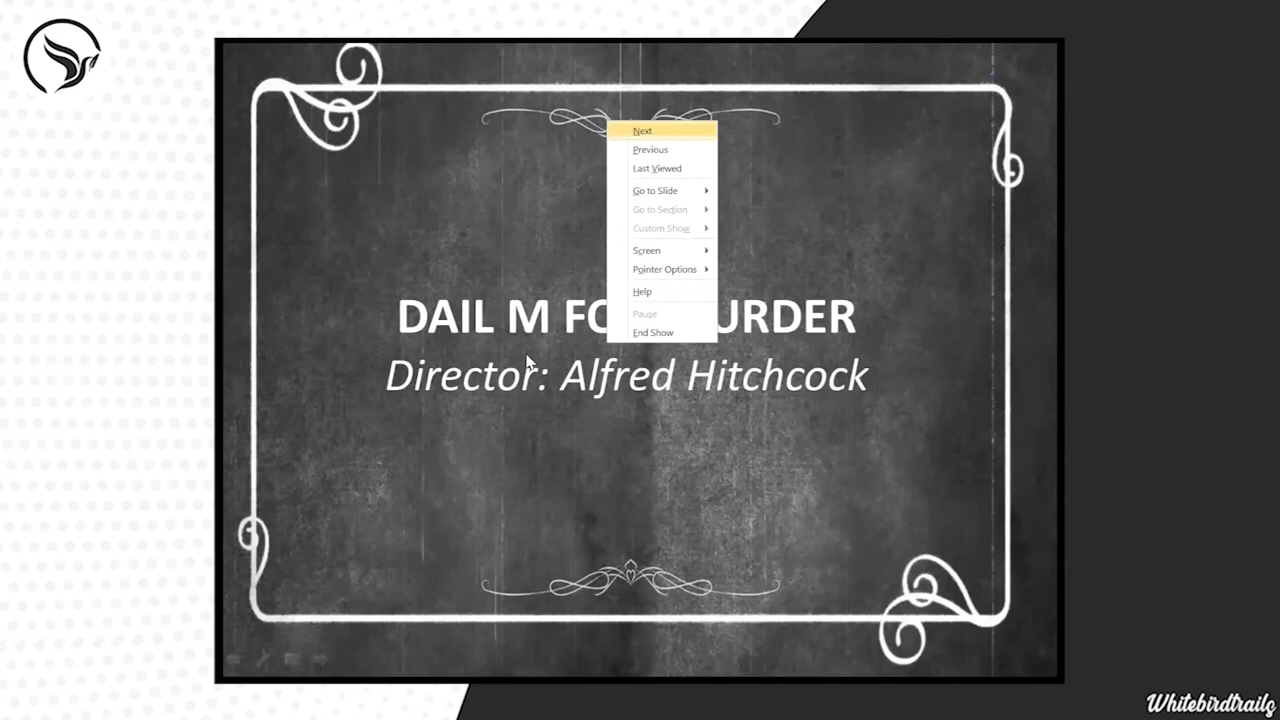 Next
Previous
Last Viewed
Go to Slide
Go to Section
Custom Show
Screen
Pointer Options
Help
Pause
End Show
DAIL M FO URDER
Director: Alfred Hitchcock
Whitebirdtrails